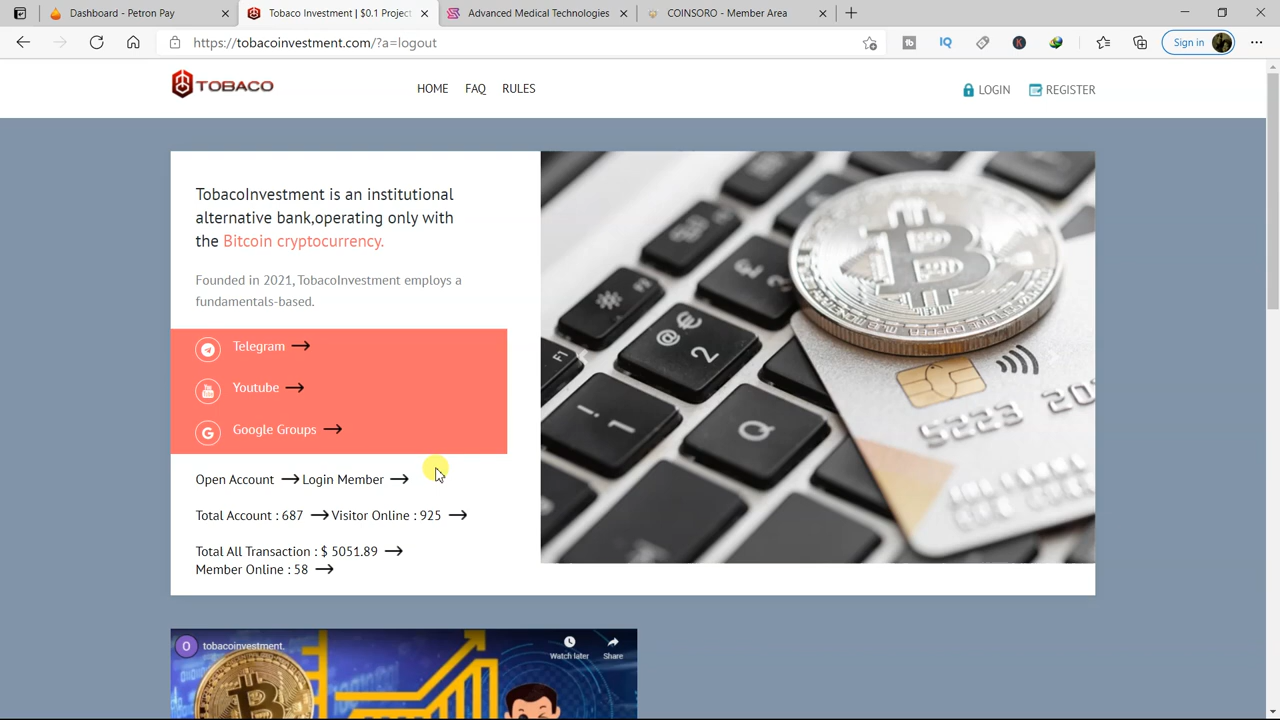 Dashboard - Petron Pay
Tobaco Investment | $0.1 Project
Advanced Medical Technologies
COINSORO - Member Area
https://tobacoinvestment.com/?a=logout
IQ
K
Sign in
TOBACO
HOME FAQ RULES
LOGIN REGISTER
TobacoInvestment is an institutional
alternative bank,operating only with
the Bitcoin cryptocurrency.
Founded in 2021, TobacoInvestment employs a
fundamentals-based.
Telegram
Youtube
Google Groups
Open Account Login Member
Total Account : 687 Visitor Online : 925
Total All Transaction : $ 5051.89
Member Online : 58
5223
O tobacoinvestment.
Watch later Share